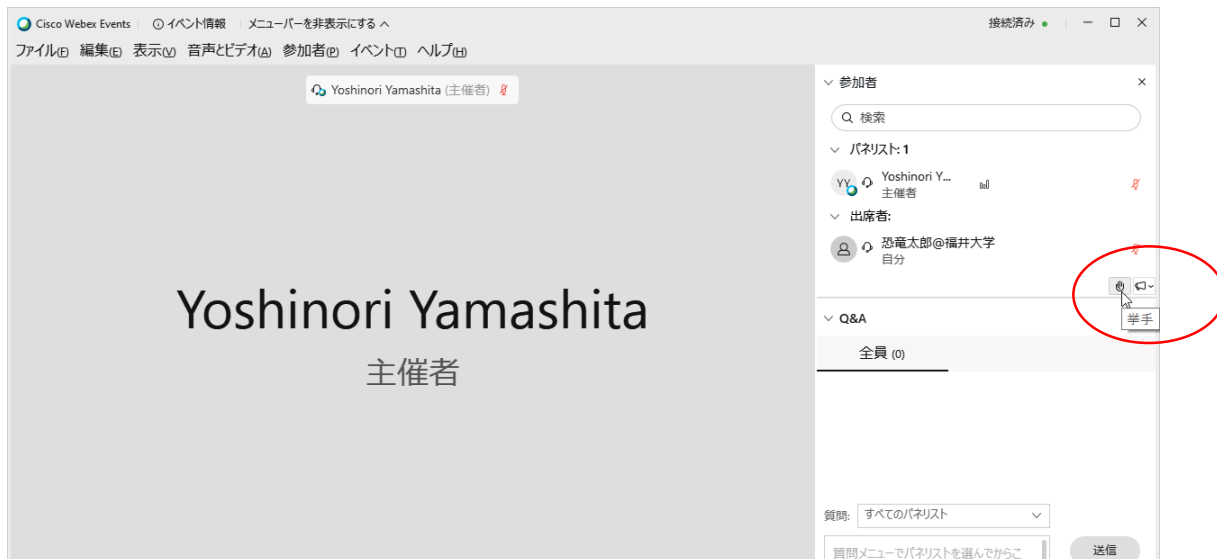 Cisco Webex Events ⓘ イベント情報 メニューバーを非表示にする ヘ 接続済み
ファイル(F) 編集(E) 表示(V) 音声とビデオ(A) 参加者(P) イベント(T) ヘルプ(H)
Yoshinori Yamashita (主催者)
Yoshinori Yamashita
主催者
参加者
検索
パネリスト: 1
YY Yoshinori Y...
主催者
出席者:
恐竜太郎@福井大学
自分
挙手
Q&A
全員 (0)
質問: すべてのパネリスト
質問メニューでパネリストを選んでからこ
送信